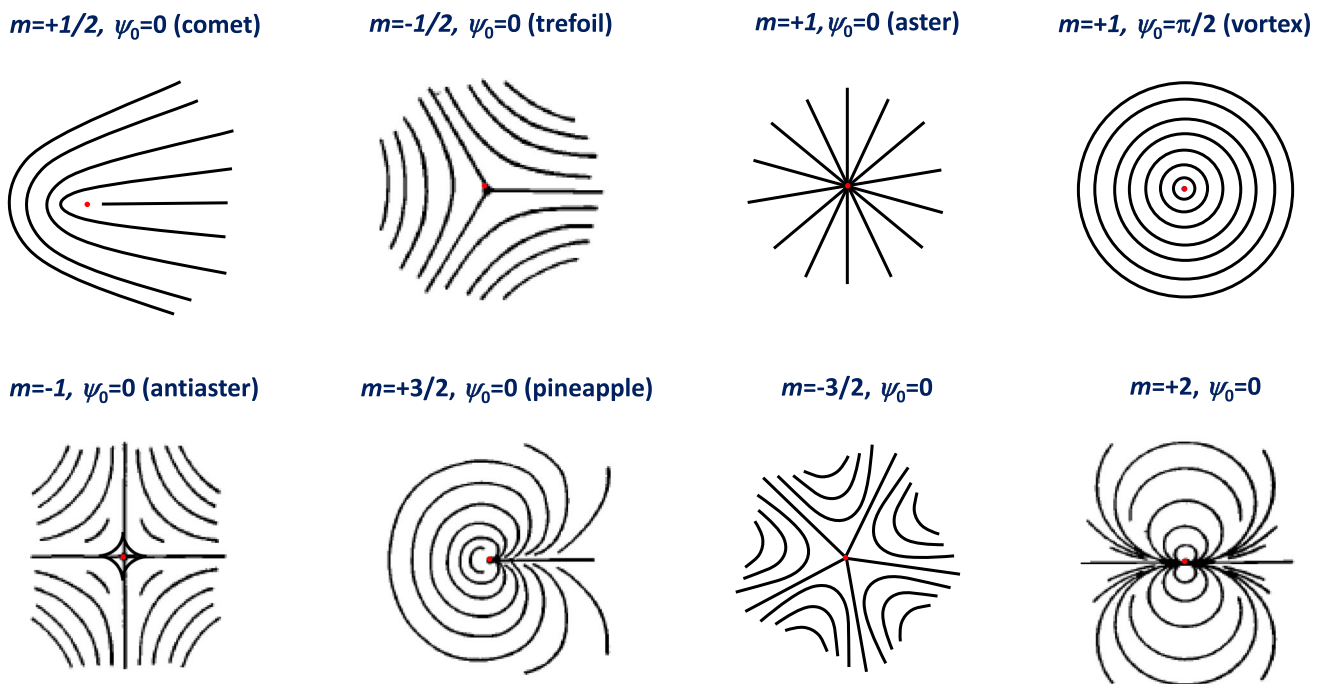 m=+1/2, ψ0=0 (comet)
m=-1/2, ψ0=0 (trefoil)
m=+1, ψ0=0 (aster)
m=+1, ψ0=π/2 (vortex)
m=-1, ψ0=0 (antiaster)
m=+3/2, ψ0=0 (pineapple)
m=-3/2, ψ0=0
m=+2, ψ0=0